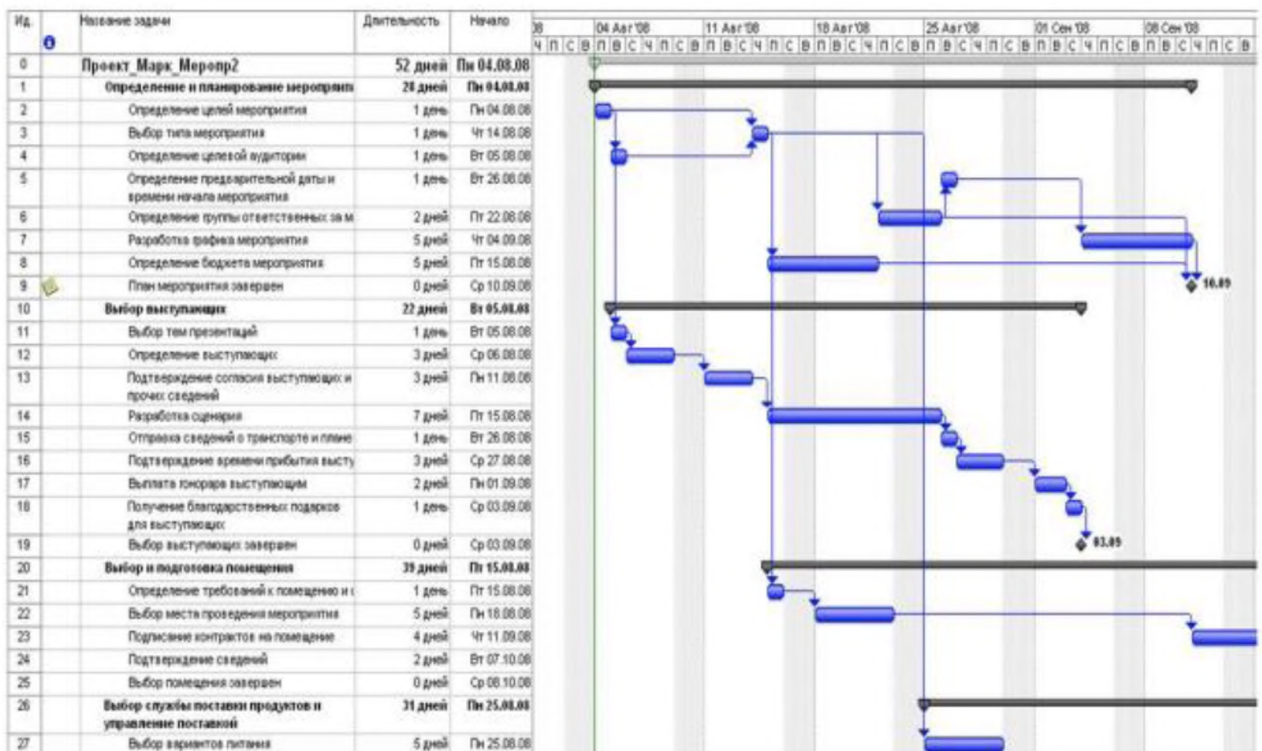 Ид. Название задачи Длительность Начало 04 Авг '08 11 Авг '08 18 Авг '08 25 Авг '08 01 Сен '08 08 Сен '08
Ч П С В П В С Ч П С В П В С Ч П С В П В С Ч П С В П В С Ч П С В П В С Ч П С В П В С Ч П С В
0 Проект_Марк_Меропр2 52 дней Пн 04.08.08
1 Определение и планирование мероприяти 28 дней Пн 04.08.08
2 Определение целей мероприятия 1 день Пн 04.08.08
3 Выбор типа мероприятия 1 день Чт 14.08.08
4 Определение целевой аудитории 1 день Вт 05.08.08
5 Определение предварительной даты и 1 день Вт 26.08.08
времени начала мероприятия
6 Определение группы ответственных за м 2 дней Пт 22.08.08
7 Разработка графика мероприятия 5 дней Чт 04.09.08
8 Определение бюджета мероприятия 5 дней Пт 15.08.08
9 План мероприятия завершен 0 дней Ср 10.09.08 10.09
10 Выбор выступающих 22 дней Вт 05.08.08
11 Выбор тем презентаций 1 день Вт 05.08.08
12 Определение выступающих 3 дней Ср 06.08.08
13 Подтверждение согласия выступающих и 3 дней Пн 11.08.08
прочих сведений
14 Разработка сценария 7 дней Пт 15.08.08
15 Отправка сведений о транспорте и плане 1 день Вт 26.08.08
16 Подтверждение времени прибытия высту 3 дней Ср 27.08.08
17 Выплата гонорара выступающим 2 дней Пн 01.09.08
18 Получение благодарственных подарков 1 день Ср 03.09.08
для выступающих
19 Выбор выступающих завершен 0 дней Ср 03.09.08 03.09
20 Выбор и подготовка помещения 39 дней Пт 15.08.08
21 Определение требований к помещению и 1 день Пт 15.08.08
22 Выбор места проведения мероприятия 5 дней Пн 18.08.08
23 Подписание контрактов на помещение 4 дней Чт 11.09.08
24 Подтверждение сведений 2 дней Вт 07.10.08
25 Выбор помещения завершен 0 дней Ср 08.10.08
26 Выбор службы поставки продуктов и 31 дней Пн 25.08.08
управление поставкой
27 Выбор вариантов питания 5 дней Пн 25.08.08